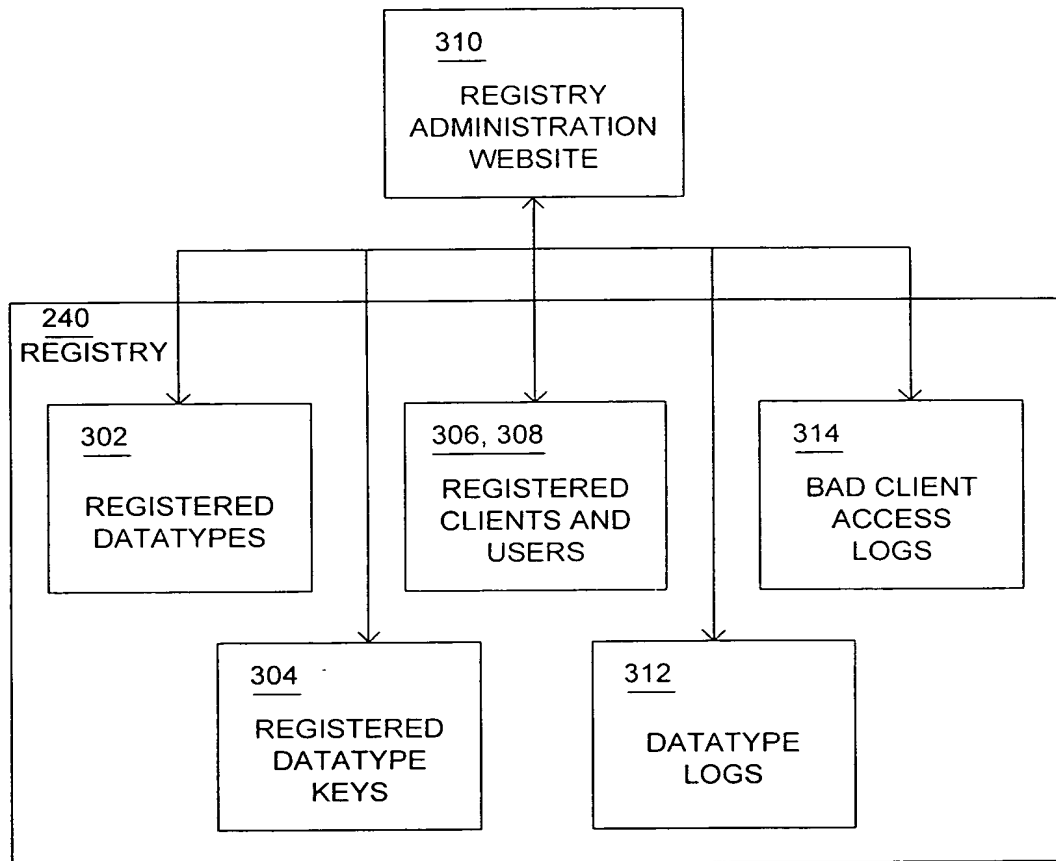 310
REGISTRY
ADMINISTRATION
WEBSITE
240
REGISTRY
302
REGISTERED
DATATYPES
306, 308
REGISTERED
CLIENTS AND
USERS
314
BAD CLIENT
ACCESS
LOGS
304
REGISTERED
DATATYPE
KEYS
312
DATATYPE
LOGS